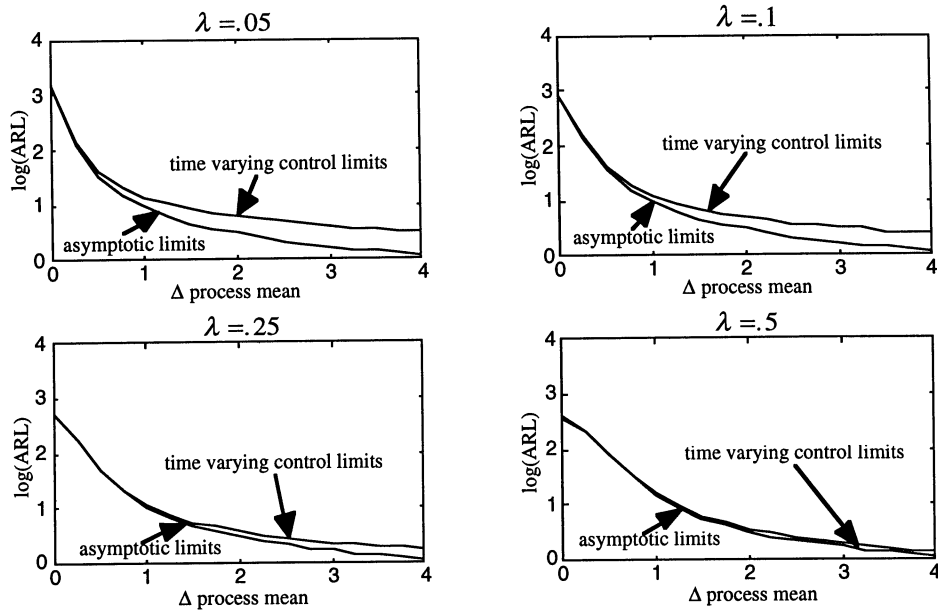 λ =.05
4
3
2
1
0
log(ARL)
time varying control limits
asymptotic limits
0 1 2 3 4
Δ process mean
λ =.1
4
3
2
1
0
log(ARL)
time varying control limits
asymptotic limits
0 1 2 3 4
Δ process mean
λ =.25
4
3
2
1
0
log(ARL)
time varying control limits
asymptotic limits
0 1 2 3 4
Δ process mean
λ =.5
4
3
2
1
0
log(ARL)
time varying control limits
asymptotic limits
0 1 2 3 4
Δ process mean